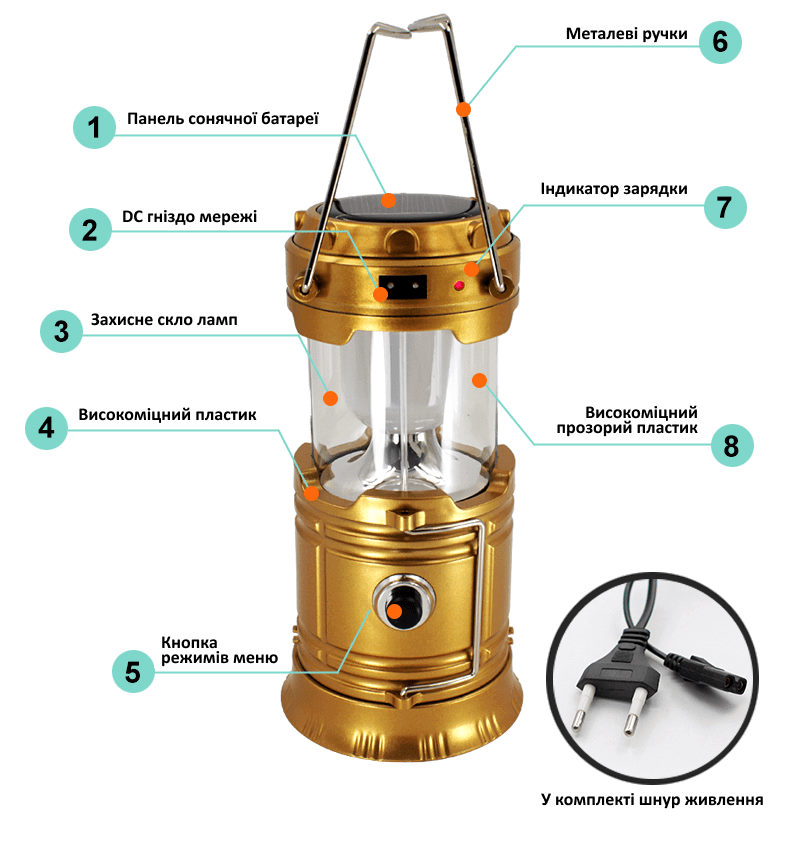 6 Металеві ручки
1 Панель сонячної батареї
Індикатор зарядки 7
2 DC гніздо мережі
3 Захисне скло ламп
4 Високоміцний пластик
Високоміцний
прозорий пластик 8
Кнопка
режимів меню
5
У комплекті шнур живлення